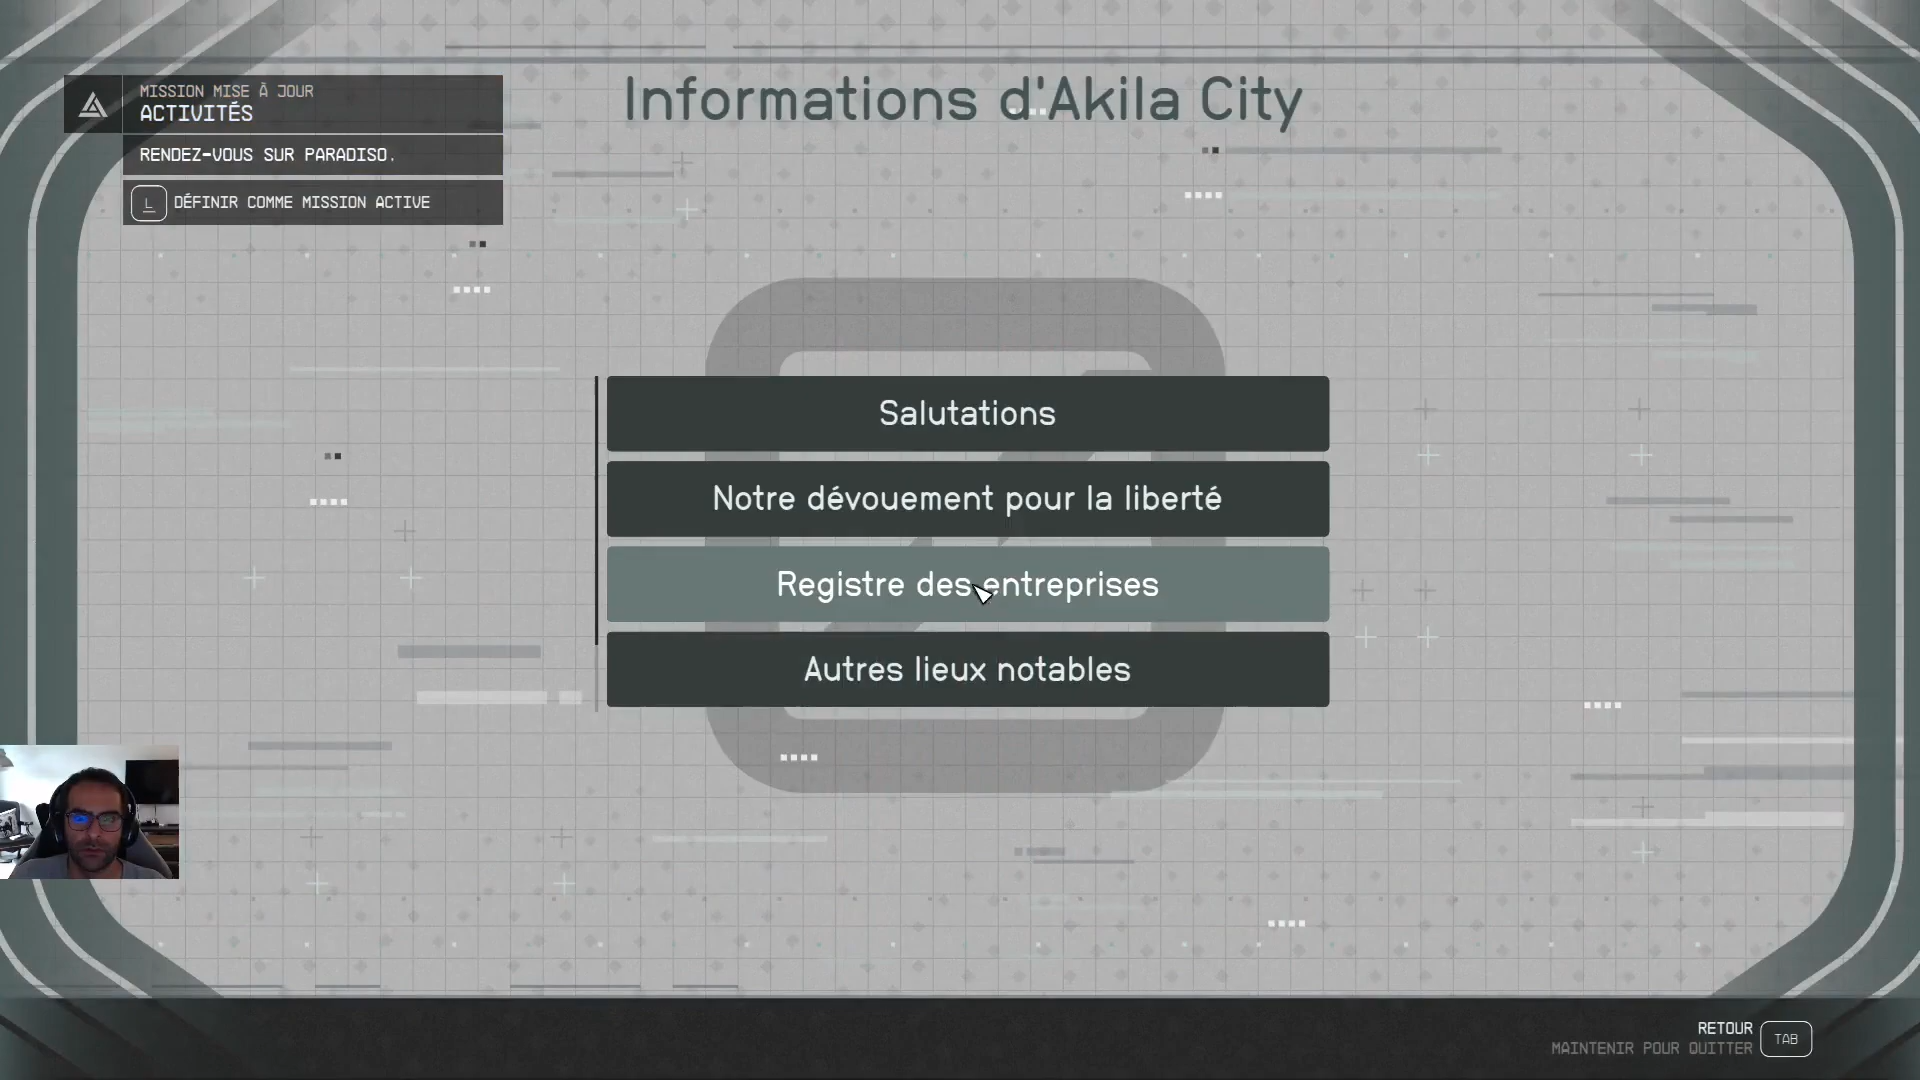 Informations d'Akila City
MISSION MISE À JOUR
ACTIVITÉS
RENDEZ-VOUS SUR PARADISO.
L
DÉFINIR COMME MISSION ACTIVE
Salutations
Notre dévouement pour la liberté
Registre des entreprises
Autres lieux notables
RETOUR
MAINTENIR POUR QUITTER
TAB